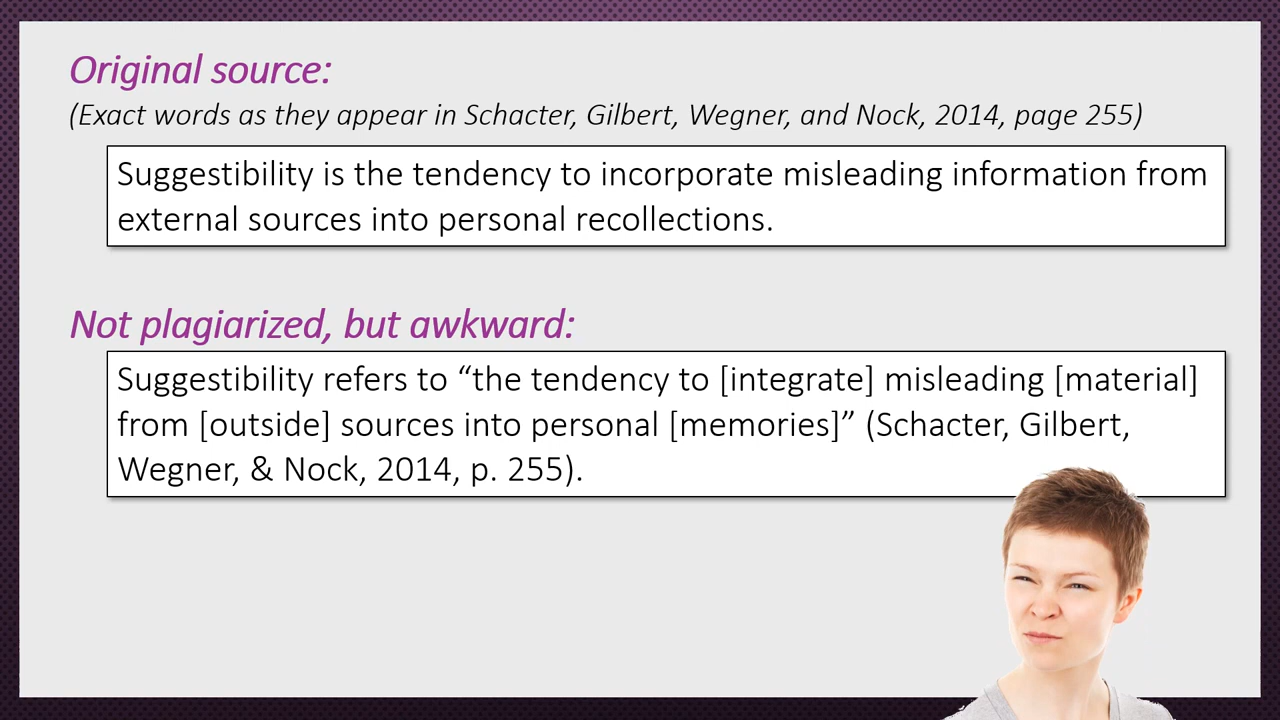 Original source:
(Exact words as they appear in Schacter, Gilbert, Wegner, and Nock, 2014, page 255)
Suggestibility is the tendency to incorporate misleading information from
external sources into personal recollections.
Not plagiarized, but awkward:
Suggestibility refers to “the tendency to [integrate] misleading [material]
from [outside] sources into personal [memories]” (Schacter, Gilbert,
Wegner, & Nock, 2014, p. 255).